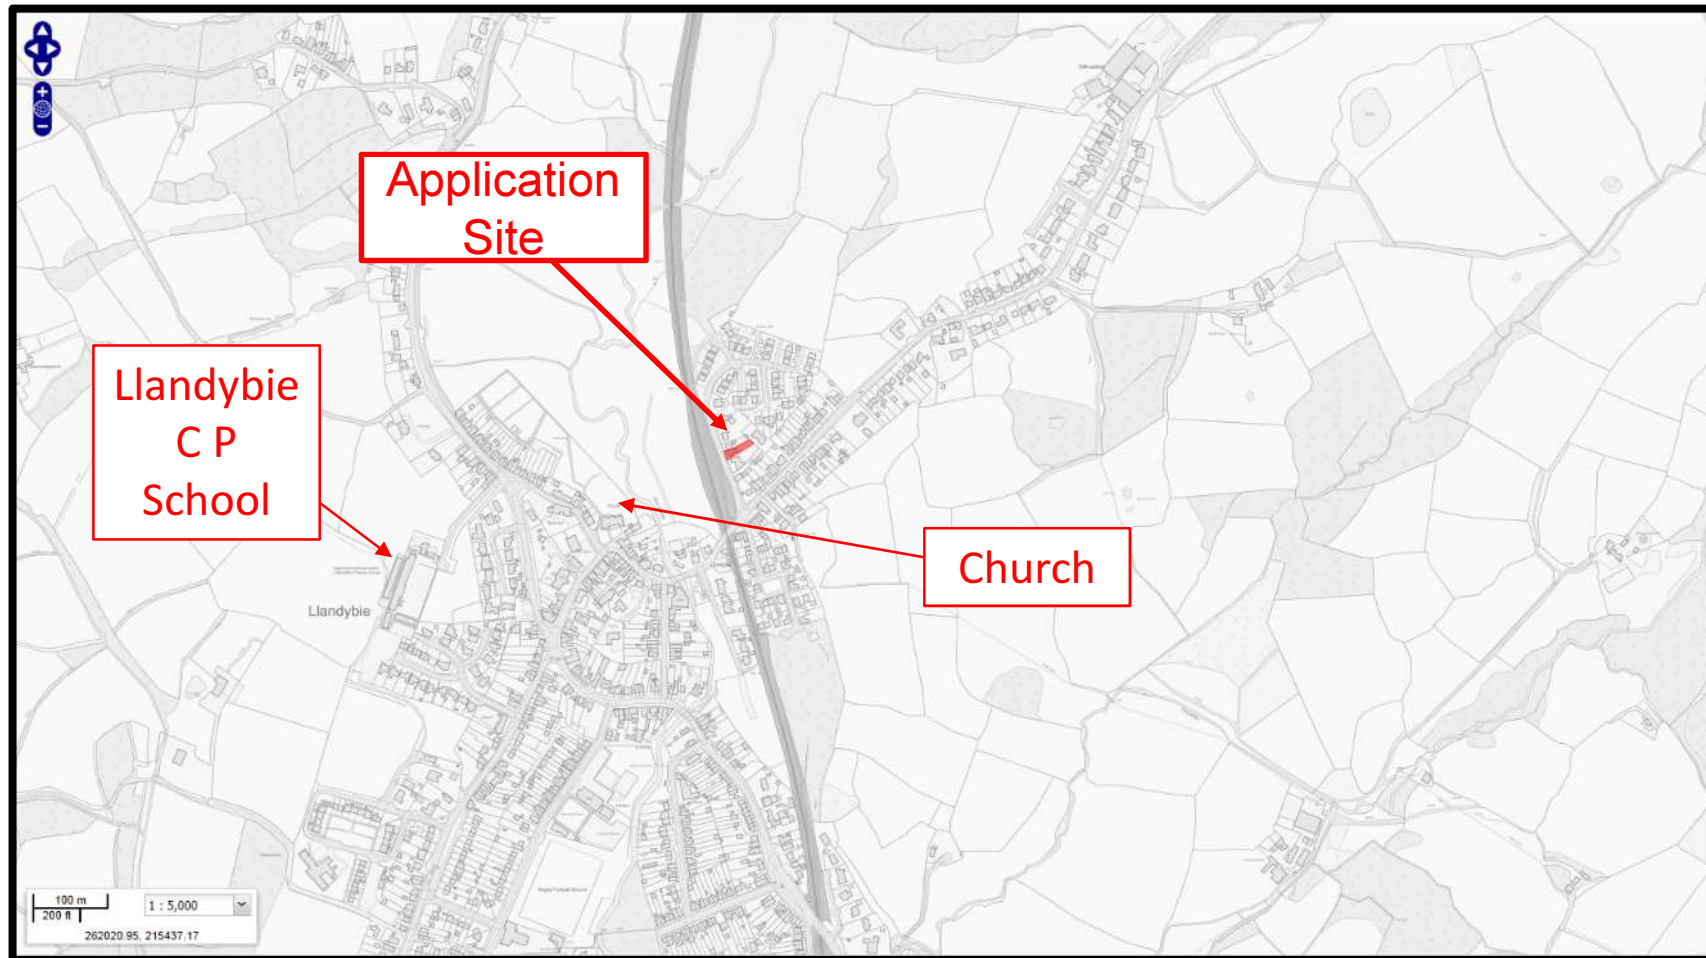 Application
Site
Llandybie
C P
School
Church
Llandybie
100 m
200 ft
1 : 5,000
262020.95, 215437.17